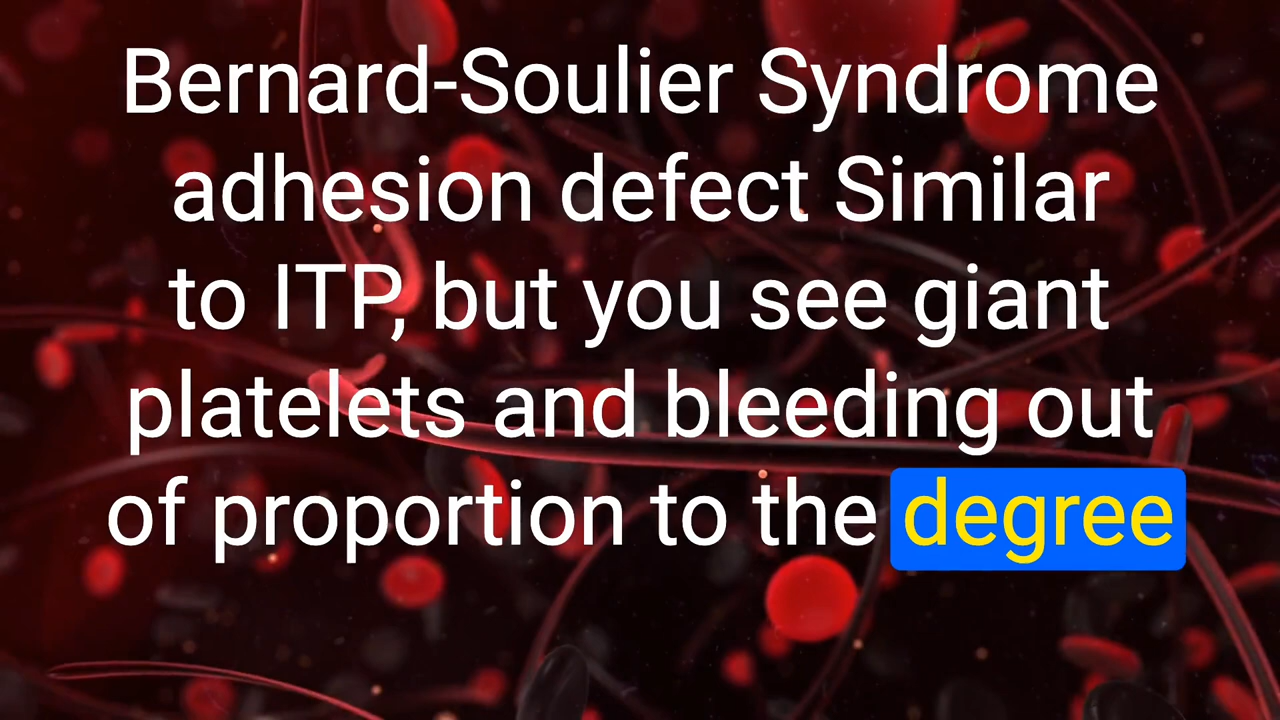 Bernard-Soulier Syndrome
adhesion defect Similar
to ITP, but you see giant
platelets and bleeding out
of proportion to the degree